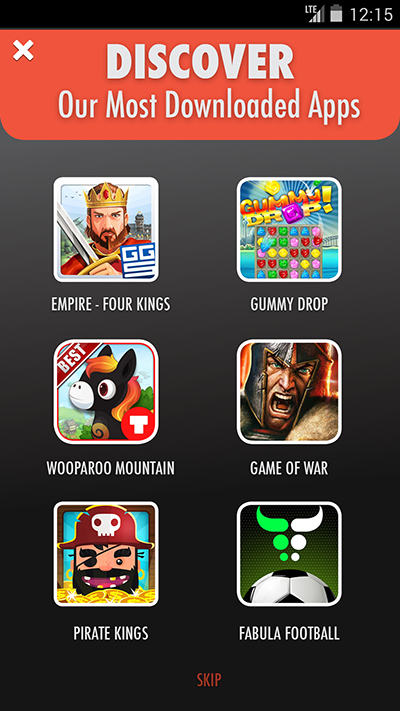 LTE 12:15
DISCOVER
Our Most Downloaded Apps
GGS
GUMMY
DROP!
EMPIRE - FOUR KINGS
GUMMY DROP
BEST
T
WOOPAROO MOUNTAIN
GAME OF WAR
PIRATE KINGS
FABULA FOOTBALL
SKIP